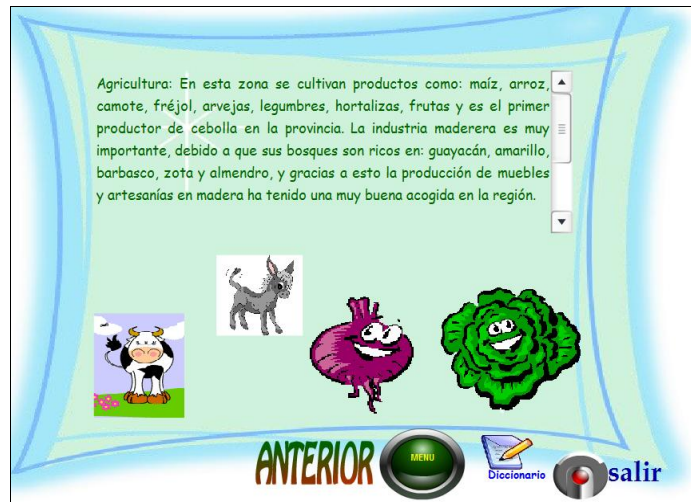 Agricultura: En esta zona se cultivan productos como: maíz, arroz,
camote, fréjol, arvejas, legumbres, hortalizas, frutas y es el primer
productor de cebolla en la provincia. La industria maderera es muy
importante, debido a que sus bosques son ricos en: guayacán, amarillo,
barbasco, zota y almendro, y gracias a esto la producción de muebles
y artesanías en madera ha tenido una muy buena acogida en la región.
ANTERIOR
MENU
Diccionario
salir